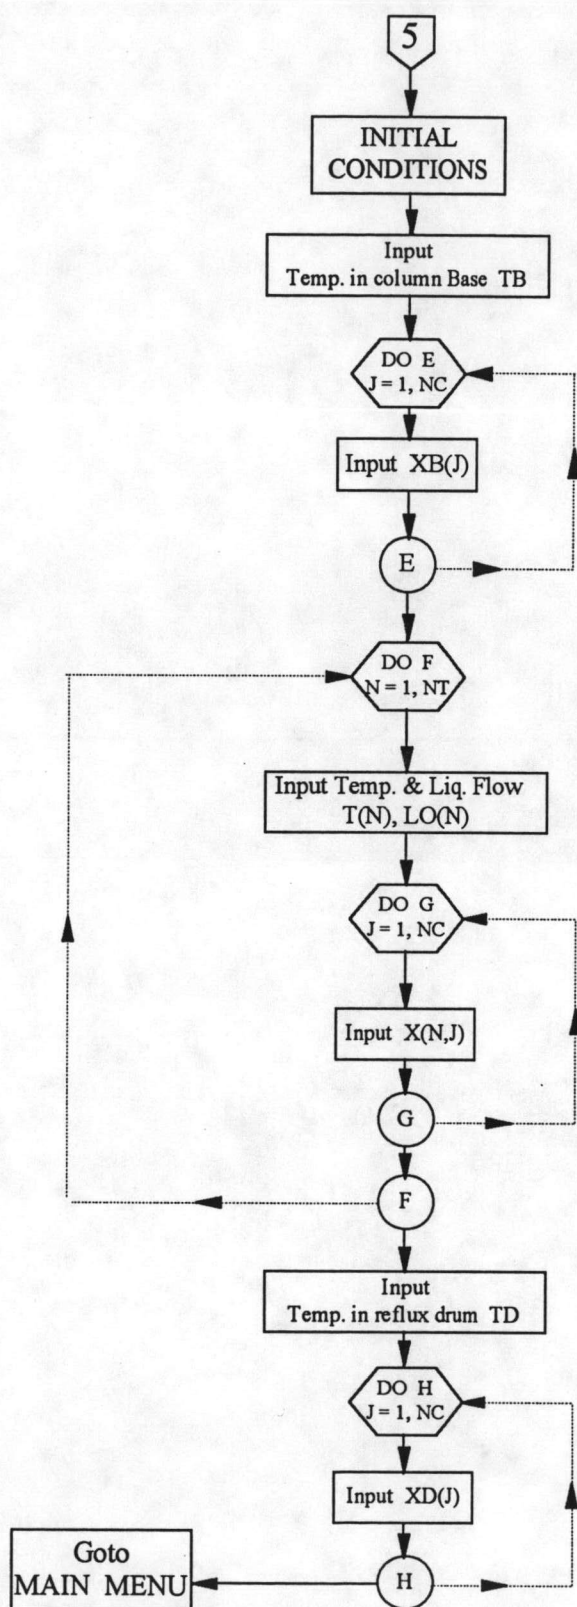 5
INITIAL
CONDITIONS
Input
Temp. in column Base TB
DO E
J = 1, NC
Input XB(J)
E
DO F
N = 1, NT
Input Temp. & Liq. Flow
T(N), LO(N)
DO G
J = 1, NC
Input X(N,J)
G
F
Input
Temp. in reflux drum TD
DO H
J = 1, NC
Input XD(J)
H
Goto
MAIN MENU